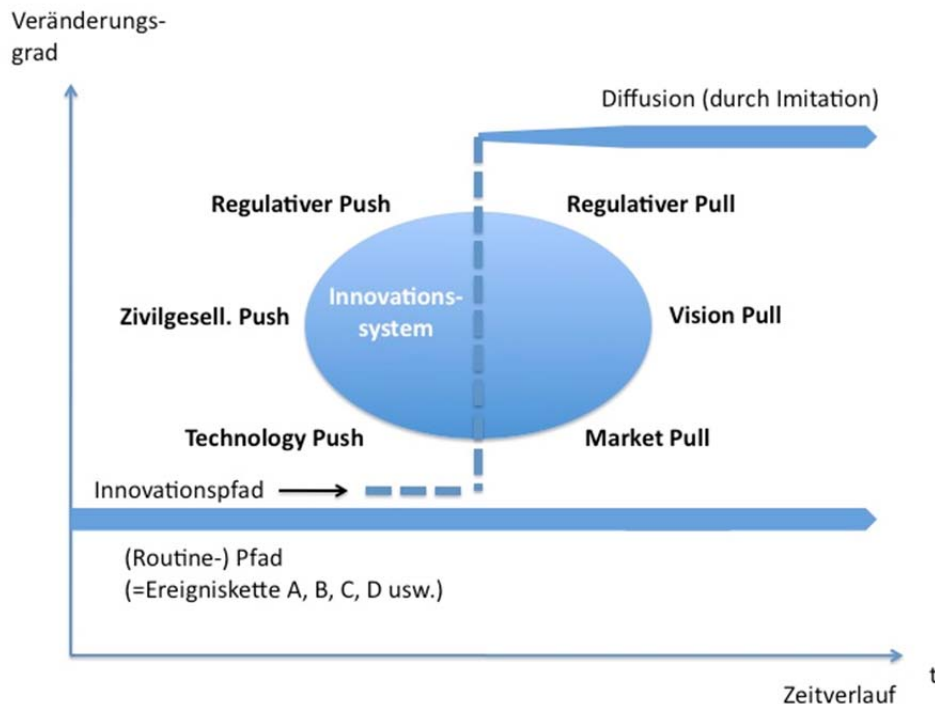 Veränderungs-
grad
Diffusion (durch Imitation)
Regulativer Push
Regulativer Pull
Innovations-
system
Zivilgesell. Push
Vision Pull
Technology Push
Market Pull
Innovationspfad
(Routine-) Pfad
(=Ereigniskette A, B, C, D usw.)
t
Zeitverlauf